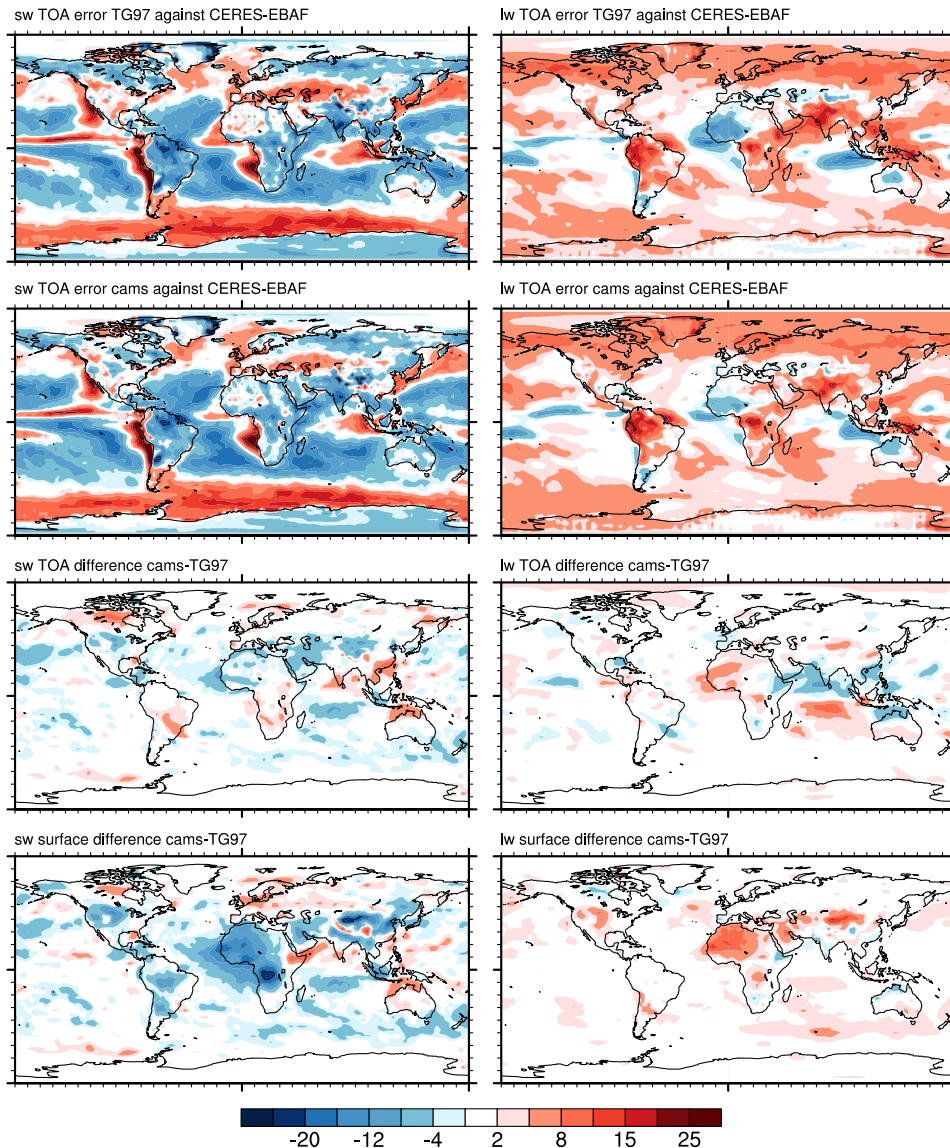 sw TOA error TG97 against CERES-EBAF
lw TOA error TG97 against CERES-EBAF
sw TOA error cams against CERES-EBAF
lw TOA error cams against CERES-EBAF
sw TOA difference cams-TG97
lw TOA difference cams-TG97
sw surface difference cams-TG97
lw surface difference cams-TG97
-20 -12 -4 2 8 15 25